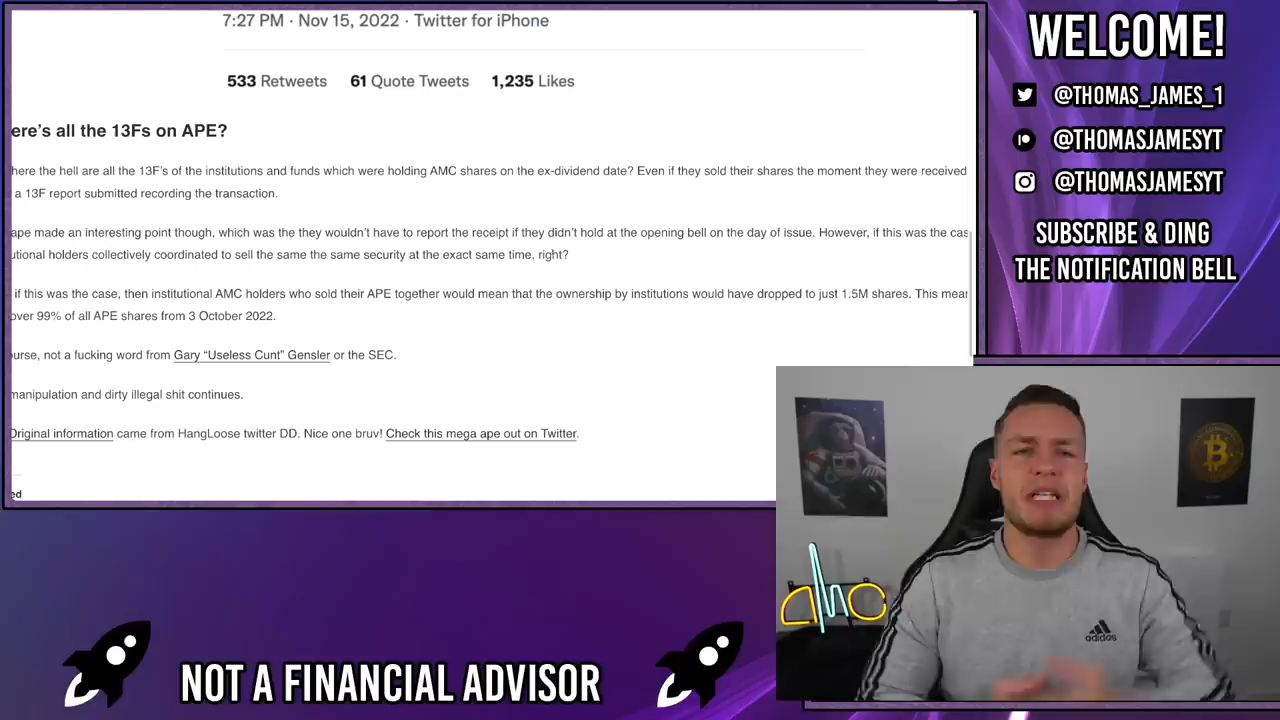 7:27 PM · Nov 15, 2022 · Twitter for iPhone
533 Retweets 61 Quote Tweets 1,235 Likes
ere's all the 13Fs on APE?
here the hell are all the 13F's of the institutions and funds which were holding AMC shares on the ex-dividend date? Even if they sold their shares the moment they were received
a 13F report submitted recording the transaction.
ape made an interesting point though, which was the they wouldn't have to report the receipt if they didn't hold at the opening bell on the day of issue. However, if this was the cas
utional holders collectively coordinated to sell the same the same security at the exact same time, right?
if this was the case, then institutional AMC holders who sold their APE together would mean that the ownership by institutions would have dropped to just 1.5M shares. This mear
over 99% of all APE shares from 3 October 2022.
ourse, not a fucking word from Gary "Useless Cunt" Gensler or the SEC.
manipulation and dirty illegal shit continues.
Original information came from HangLoose twitter DD. Nice one bruv! Check this mega ape out on Twitter.
ed
WELCOME!
@THOMAS_JAMES_1
@THOMASJAMESYT
@THOMASJAMESYT
SUBSCRIBE & DING
THE NOTIFICATION BELL
adidas
NOT A FINANCIAL ADVISOR